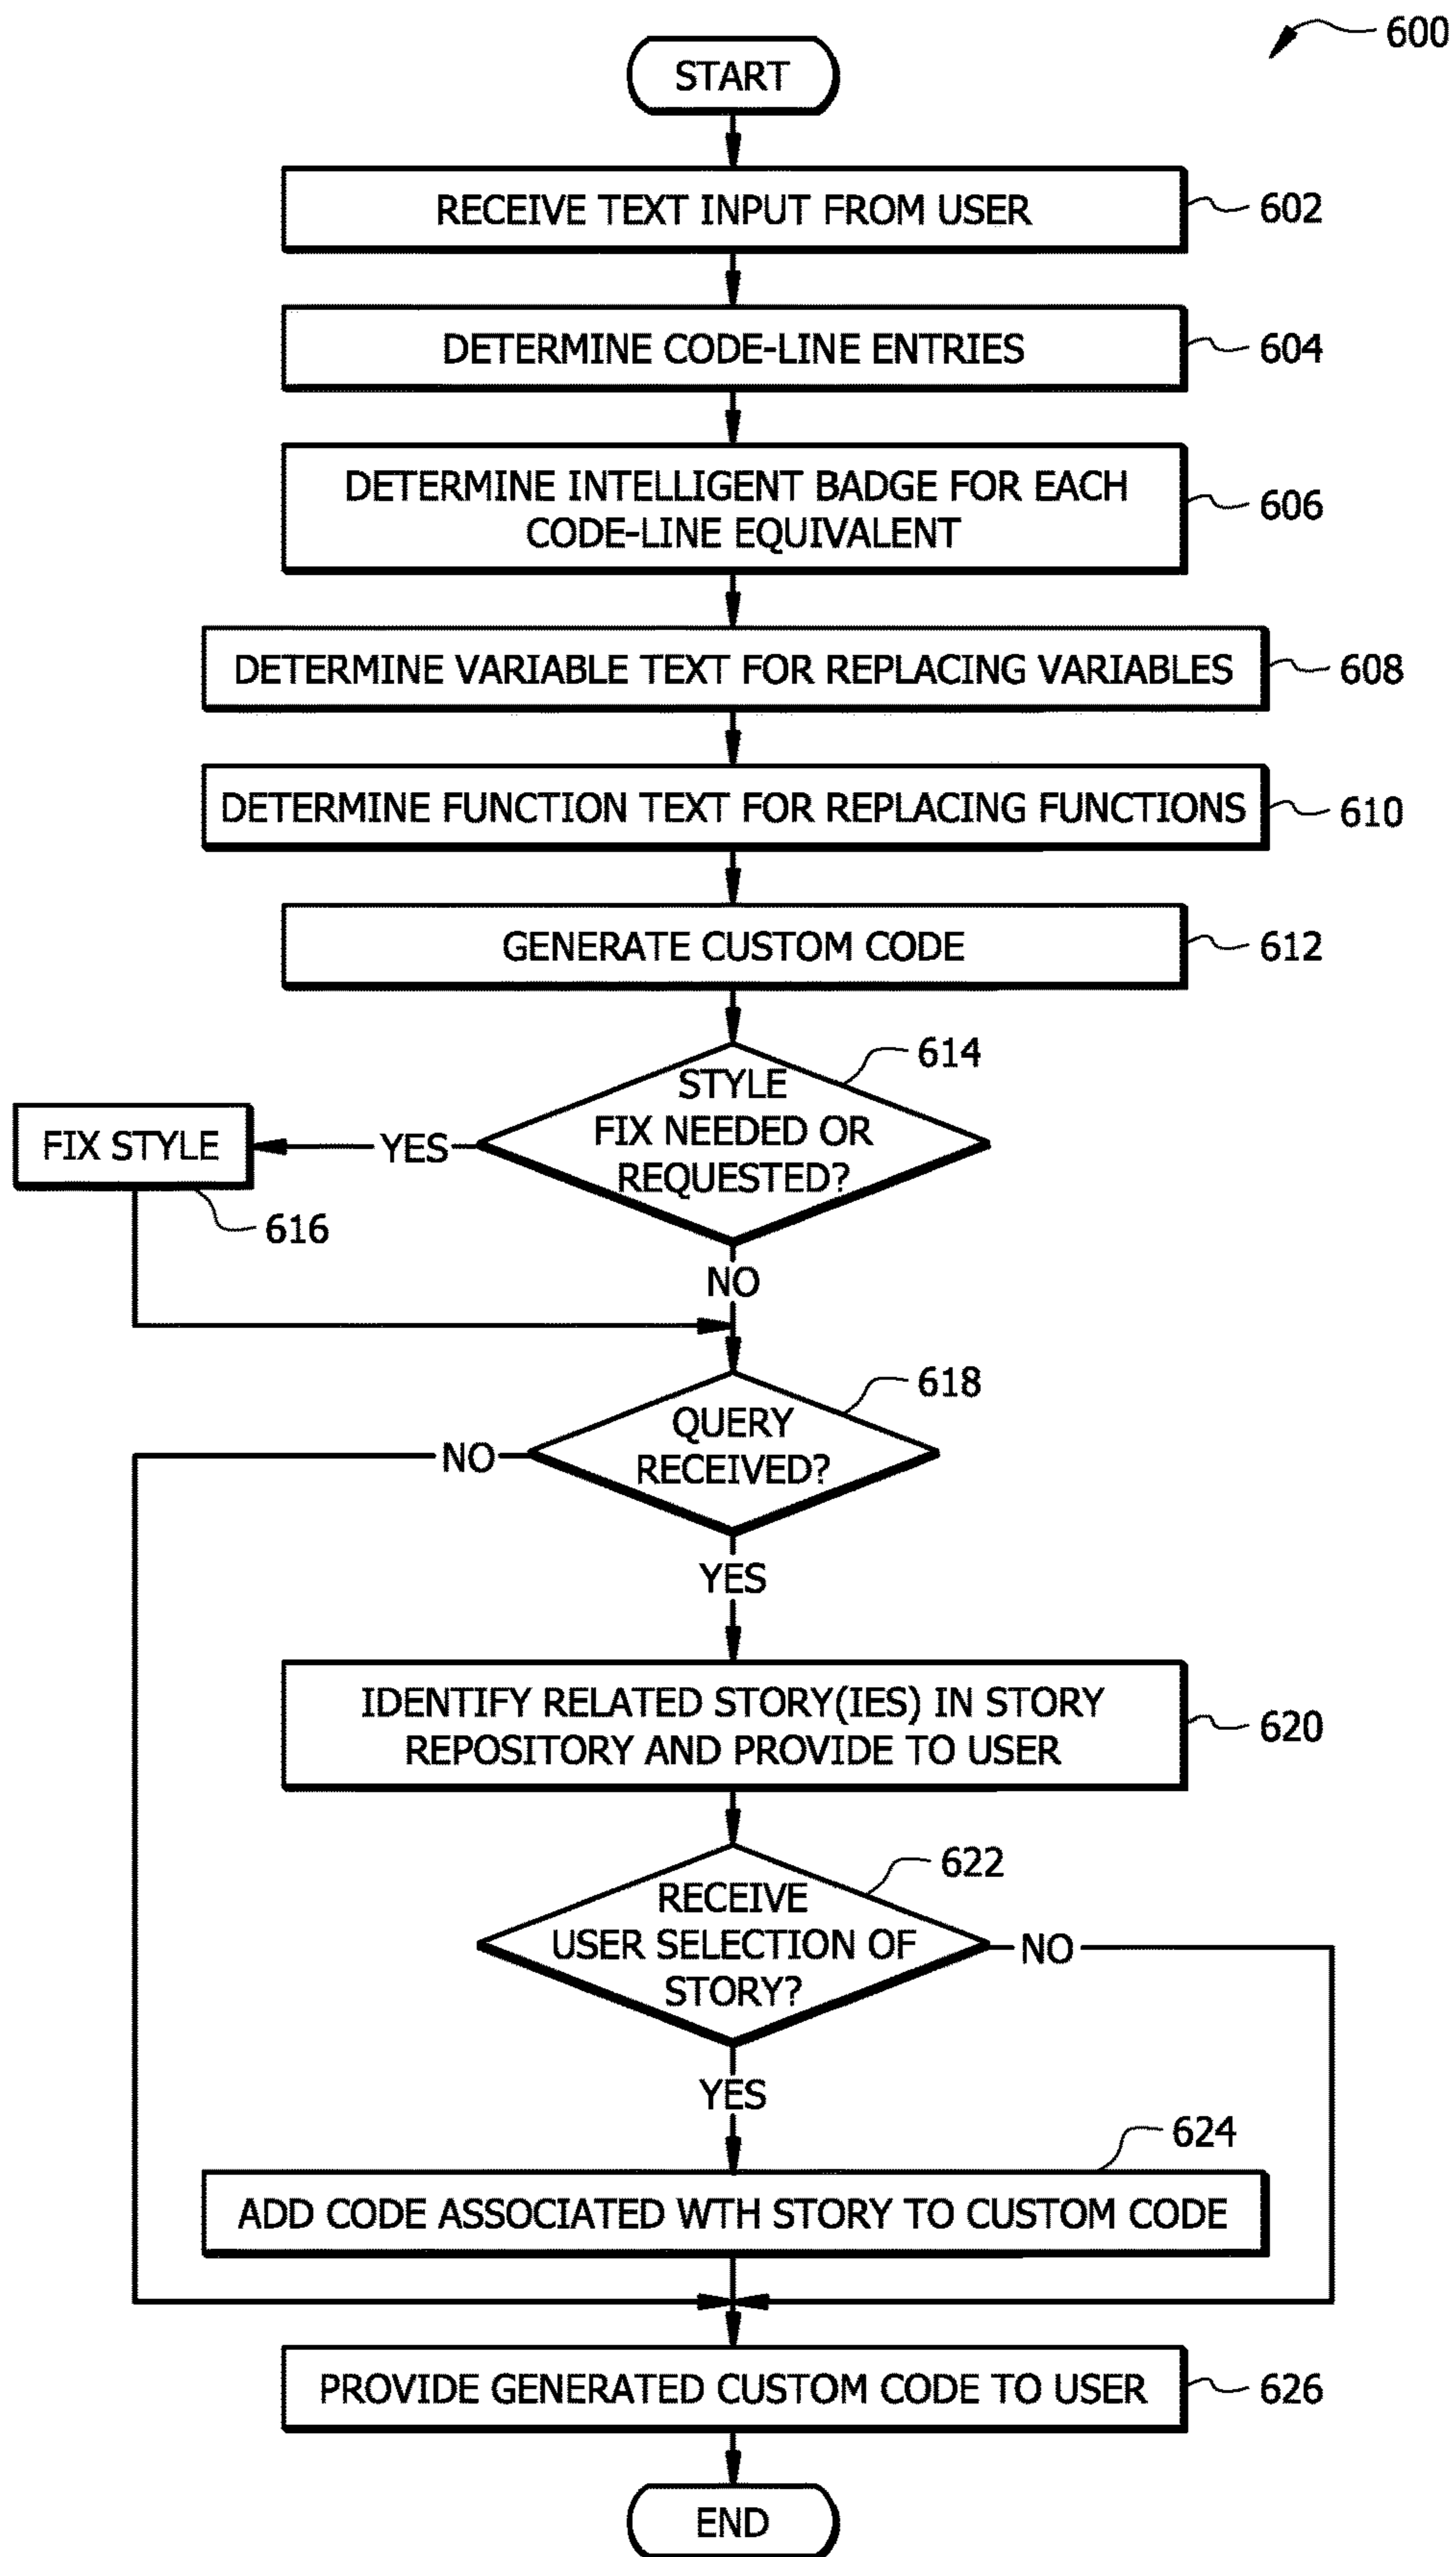 600
START
RECEIVE TEXT INPUT FROM USER
602
DETERMINE CODE-LINE ENTRIES
604
DETERMINE INTELLIGENT BADGE FOR EACH
CODE-LINE EQUIVALENT
606
DETERMINE VARIABLE TEXT FOR REPLACING VARIABLES
608
DETERMINE FUNCTION TEXT FOR REPLACING FUNCTIONS
610
GENERATE CUSTOM CODE
612
614
STYLE
FIX NEEDED OR
REQUESTED?
YES
FIX STYLE
616
NO
618
QUERY
RECEIVED?
NO
YES
IDENTIFY RELATED STORY(IES) IN STORY
REPOSITORY AND PROVIDE TO USER
620
622
RECEIVE
USER SELECTION OF
STORY?
NO
YES
624
ADD CODE ASSOCIATED WTH STORY TO CUSTOM CODE
PROVIDE GENERATED CUSTOM CODE TO USER
626
END